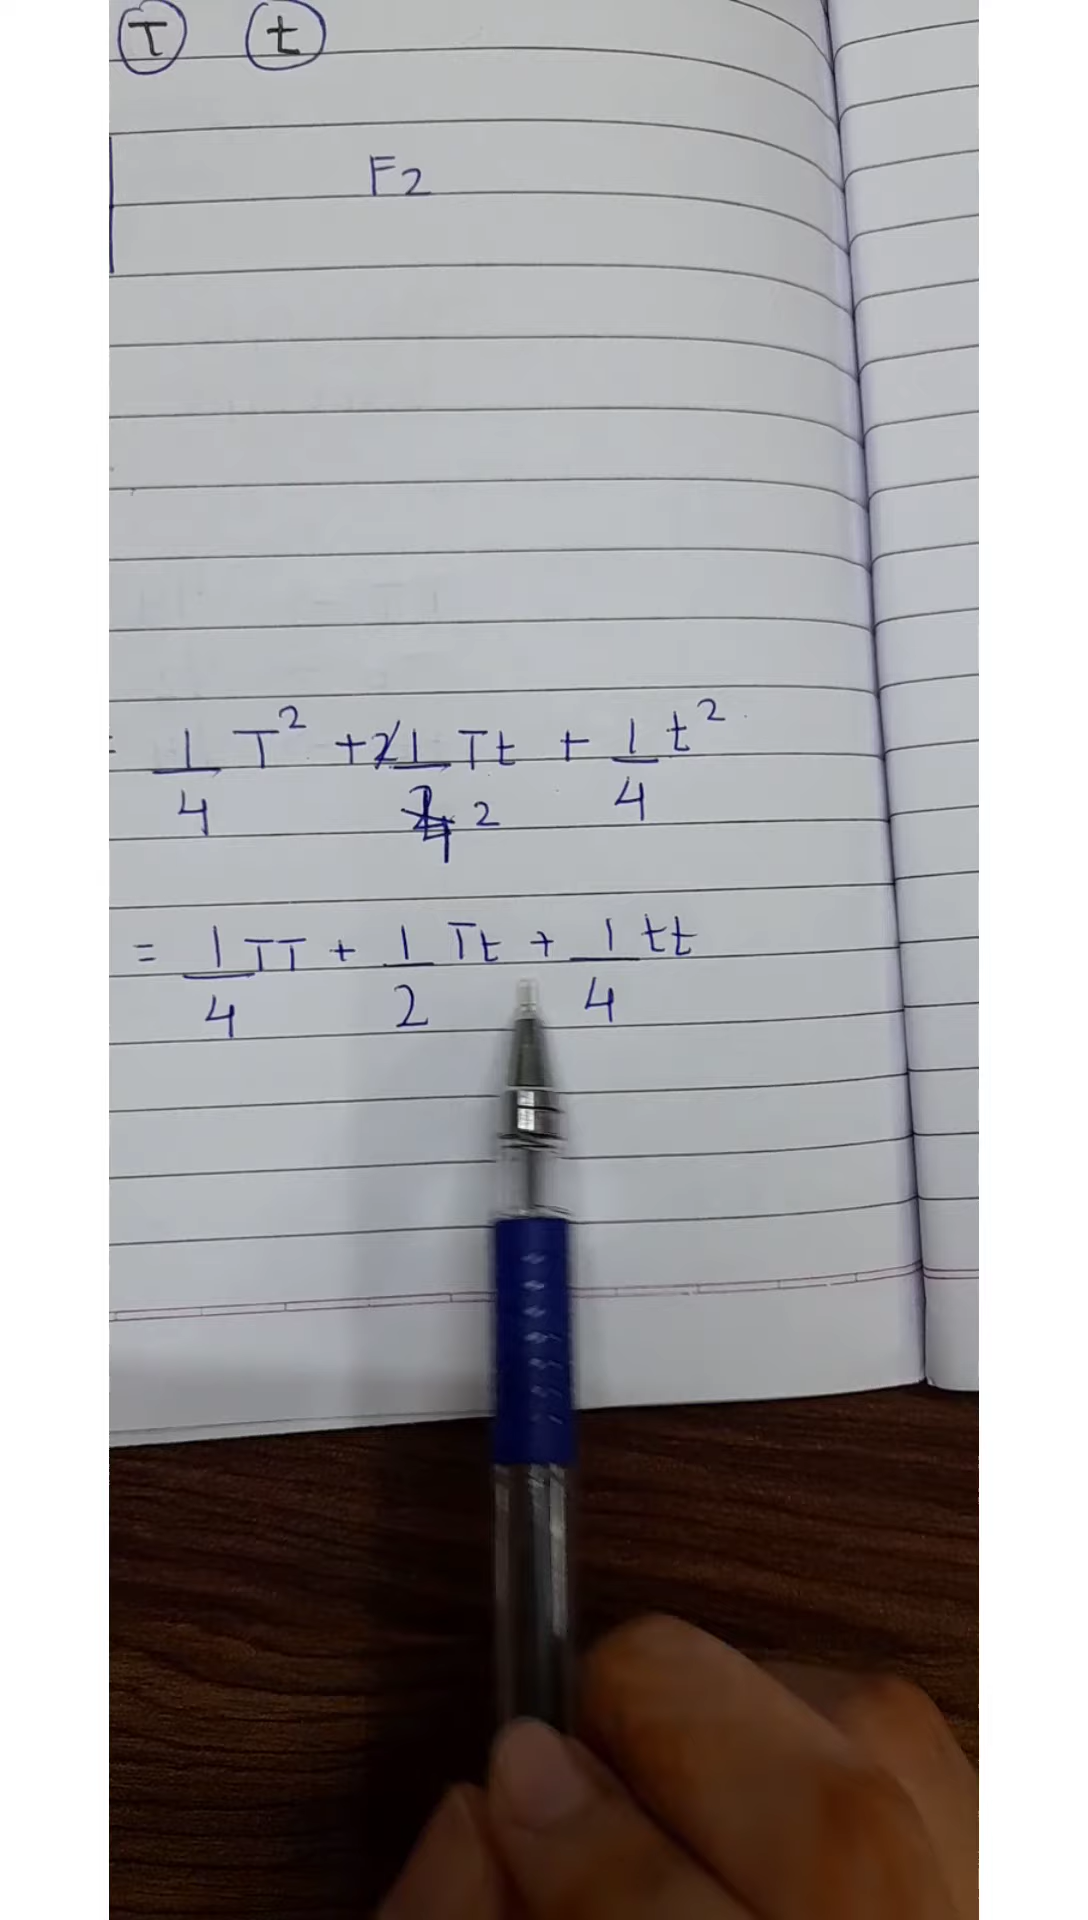 T t
F2
= 1/4 T² + 2 1/4 2 Tt + 1/4 t²
= 1/4 TT + 1/2 Tt + 1/4 tt